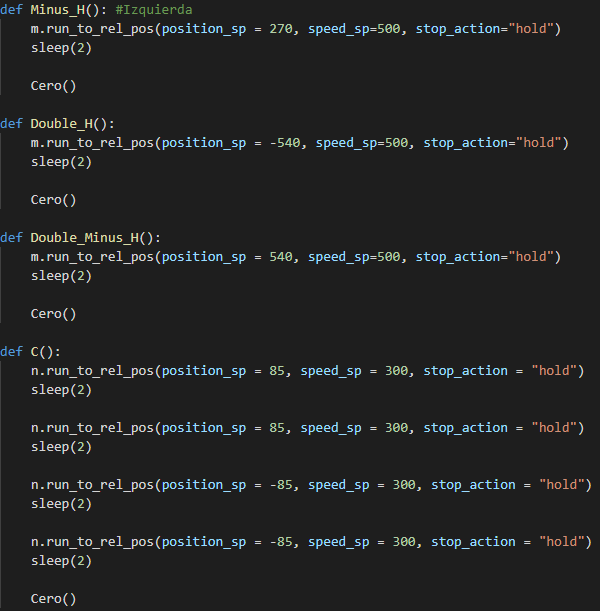 def Minus_H(): #Izquierda
    m.run_to_rel_pos(position_sp = 270, speed_sp=500, stop_action="hold")
    sleep(2)

    Cero()

def Double_H():
    m.run_to_rel_pos(position_sp = -540, speed_sp=500, stop_action="hold")
    sleep(2)

    Cero()

def Double_Minus_H():
    m.run_to_rel_pos(position_sp = 540, speed_sp=500, stop_action="hold")
    sleep(2)

    Cero()

def C():
    n.run_to_rel_pos(position_sp = 85, speed_sp = 300, stop_action = "hold")
    sleep(2)

    n.run_to_rel_pos(position_sp = 85, speed_sp = 300, stop_action = "hold")
    sleep(2)

    n.run_to_rel_pos(position_sp = -85, speed_sp = 300, stop_action = "hold")
    sleep(2)

    n.run_to_rel_pos(position_sp = -85, speed_sp = 300, stop_action = "hold")
    sleep(2)

    Cero()